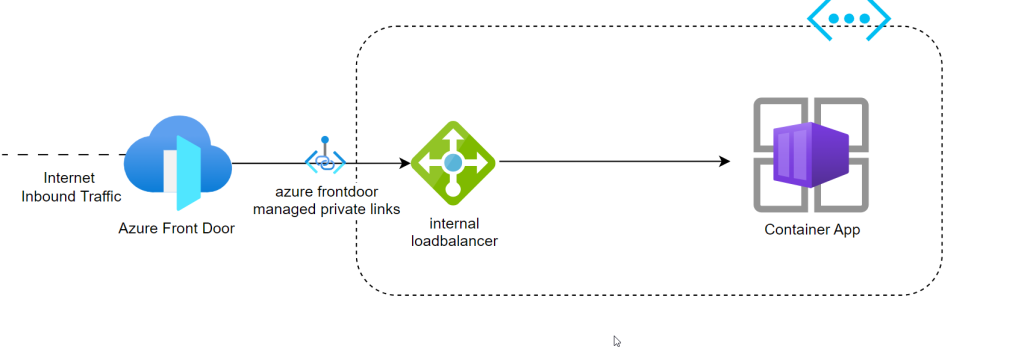 Internet
Inbound Traffic
Azure Front Door
azure frontdoor
managed private links
internal
loadbalancer
Container App